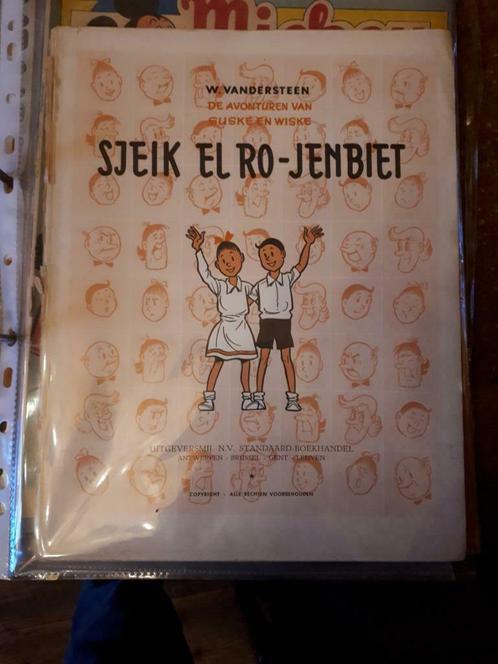 Mickey
W. VANDERSTEEN
DE AVONTUREN VAN
SUSKE EN WISKE
SJEIK EL RO-JENBIET
UITGEVERSMIJ. N.V. STANDAARD-BOEKHANDEL
ANTWERPEN - BRUSSEL - GENT - LEUVEN
COPYRIGHT - ALLE RECHTEN VOORBEHOUDEN